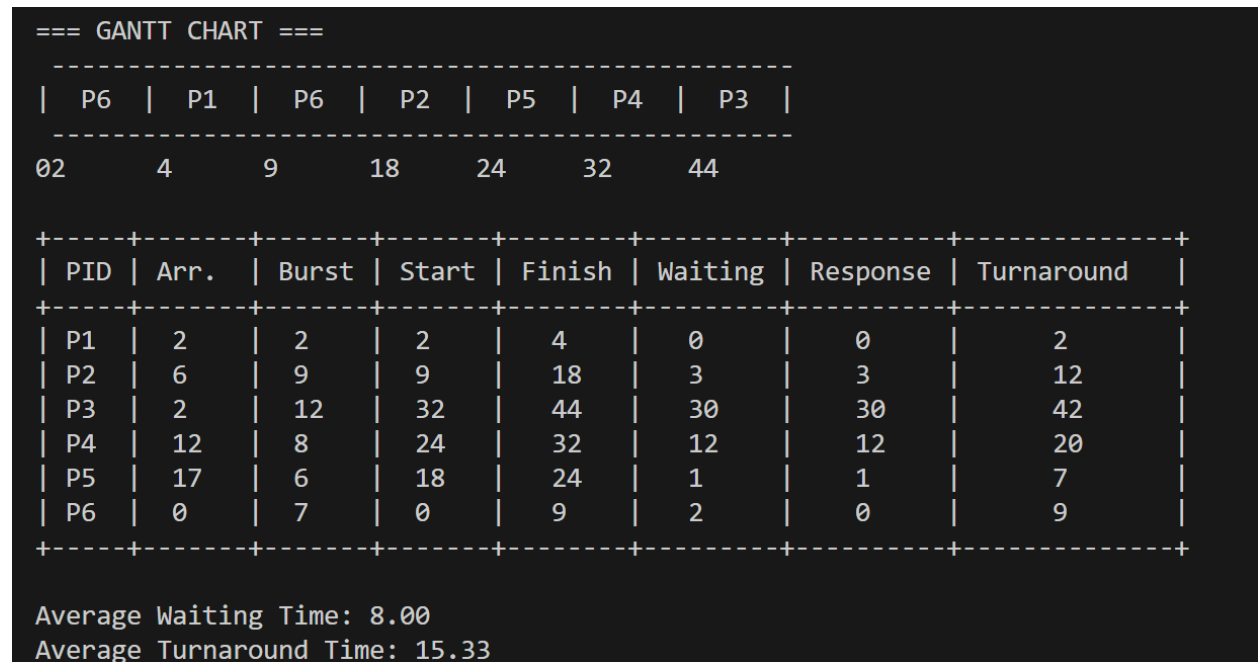 === GANTT CHART ===
-------------------------------------------------
|  P6  |  P1  |  P6  |  P2  |  P5  |  P4  |  P3  |
-------------------------------------------------
02      4      9      18     24     32     44
+-----+-------+-------+-------+--------+---------+----------+--------------+
| PID | Arr.  | Burst | Start | Finish | Waiting | Response | Turnaround   |
+-----+-------+-------+-------+--------+---------+----------+--------------+
| P1  |  2    |  2    |  2    |   4    |   0     |    0     |      2       |
| P2  |  6    |  9    |  9    |   18   |   3     |    3     |      12      |
| P3  |  2    |  12   |  32   |   44   |   30    |    30    |      42      |
| P4  |  12   |  8    |  24   |   32   |   12    |    12    |      20      |
| P5  |  17   |  6    |  18   |   24   |   1     |    1     |      7       |
| P6  |  0    |  7    |  0    |   9    |   2     |    0     |      9       |
+-----+-------+-------+-------+--------+---------+----------+--------------+
Average Waiting Time: 8.00
Average Turnaround Time: 15.33